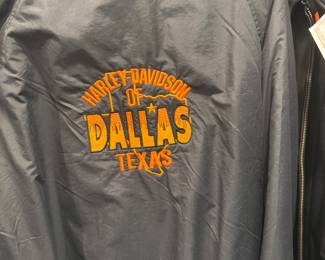 HARLEY-DAVIDSON
OF
DALLAS
TEXAS